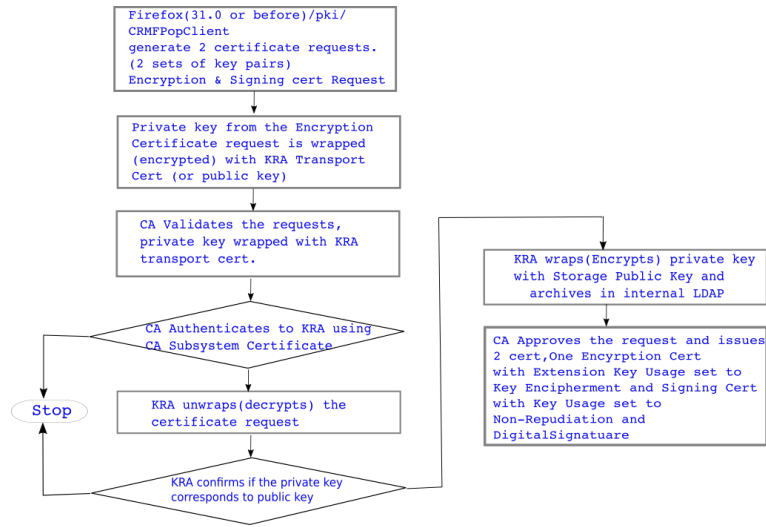 Firefox(31.0 or before)/pki/
CRMFPopClient
generate 2 certificate requests.
(2 sets of key pairs)
Encryption & Signing cert Request
Private key from the Encryption
Certificate request is wrapped
(encrypted) with KRA Transport
Cert (or public key)
CA Validates the requests,
private key wrapped with KRA
transport cert.
CA Authenticates to KRA using
CA Subsystem Certificate
Stop
KRA unwraps(decrypts) the
certificate request
KRA confirms if the private key
corresponds to public key
KRA wraps(Encrypts) private key
with Storage Public Key and
archives in internal LDAP
CA Approves the request and issues
2 cert,One Encyrption Cert
with Extension Key Usage set to
Key Encipherment and Signing Cert
with Key Usage set to
Non-Repudiation and
DigitalSignatuare